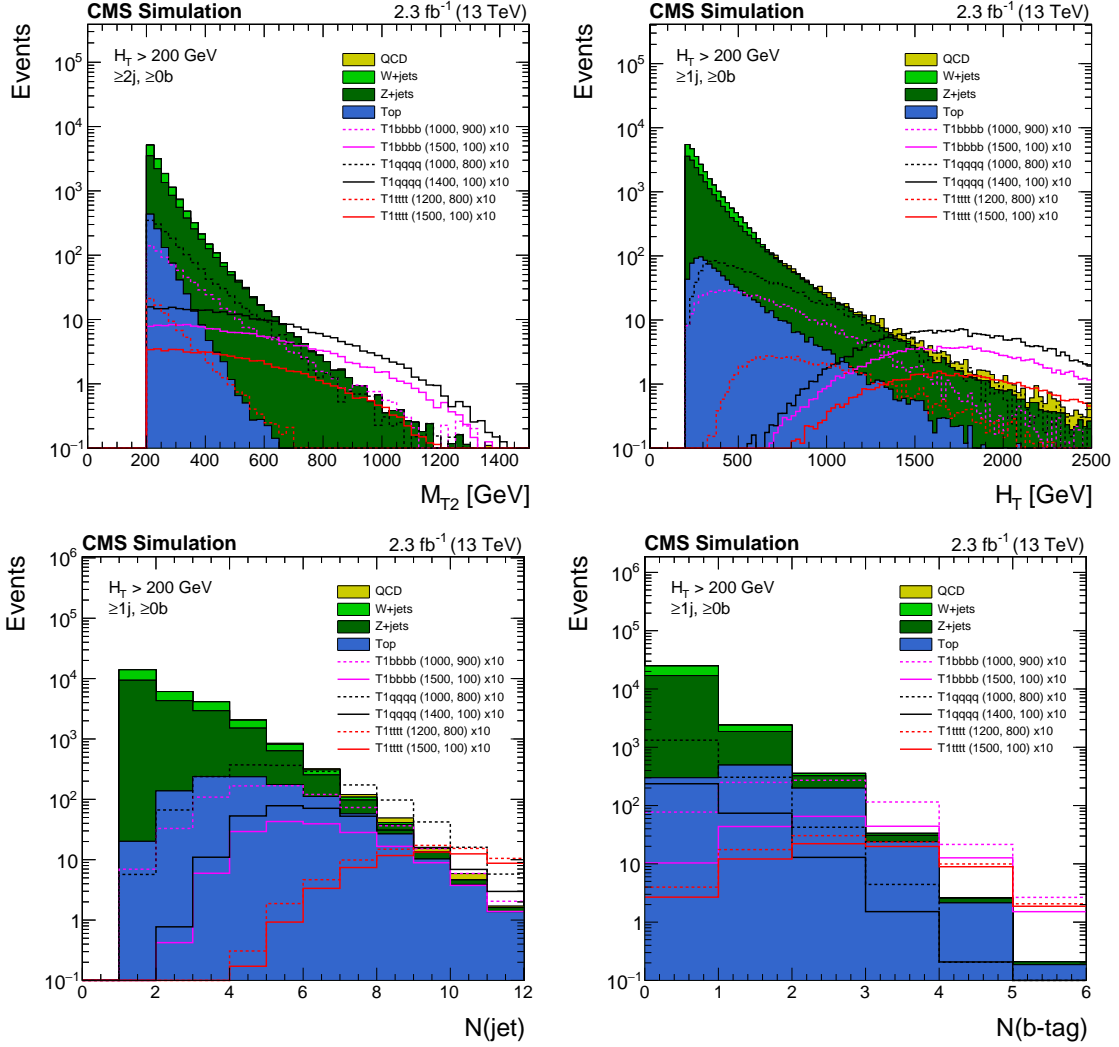 CMS Simulation 2.3 fb⁻¹ (13 TeV)
Events
H_T > 200 GeV
≥2j, ≥0b
QCD
W+jets
Z+jets
Top
T1bbbb (1000, 900) x10
T1bbbb (1500, 100) x10
T1qqqq (1000, 800) x10
T1qqqq (1400, 100) x10
T1tttt (1200, 800) x10
T1tttt (1500, 100) x10
10⁵
10⁴
10³
10²
10
1
10⁻¹
0 200 400 600 800 1000 1200 1400
M_T2 [GeV]
CMS Simulation 2.3 fb⁻¹ (13 TeV)
Events
H_T > 200 GeV
≥1j, ≥0b
QCD
W+jets
Z+jets
Top
T1bbbb (1000, 900) x10
T1bbbb (1500, 100) x10
T1qqqq (1000, 800) x10
T1qqqq (1400, 100) x10
T1tttt (1200, 800) x10
T1tttt (1500, 100) x10
10⁵
10⁴
10³
10²
10
1
10⁻¹
0 500 1000 1500 2000 2500
H_T [GeV]
CMS Simulation 2.3 fb⁻¹ (13 TeV)
Events
H_T > 200 GeV
≥1j, ≥0b
QCD
W+jets
Z+jets
Top
T1bbbb (1000, 900) x10
T1bbbb (1500, 100) x10
T1qqqq (1000, 800) x10
T1qqqq (1400, 100) x10
T1tttt (1200, 800) x10
T1tttt (1500, 100) x10
10⁶
10⁵
10⁴
10³
10²
10
1
10⁻¹
0 2 4 6 8 10 12
N(jet)
CMS Simulation 2.3 fb⁻¹ (13 TeV)
Events
H_T > 200 GeV
≥1j, ≥0b
QCD
W+jets
Z+jets
Top
T1bbbb (1000, 900) x10
T1bbbb (1500, 100) x10
T1qqqq (1000, 800) x10
T1qqqq (1400, 100) x10
T1tttt (1200, 800) x10
T1tttt (1500, 100) x10
10⁶
10⁵
10⁴
10³
10²
10
1
10⁻¹
0 1 2 3 4 5 6
N(b-tag)